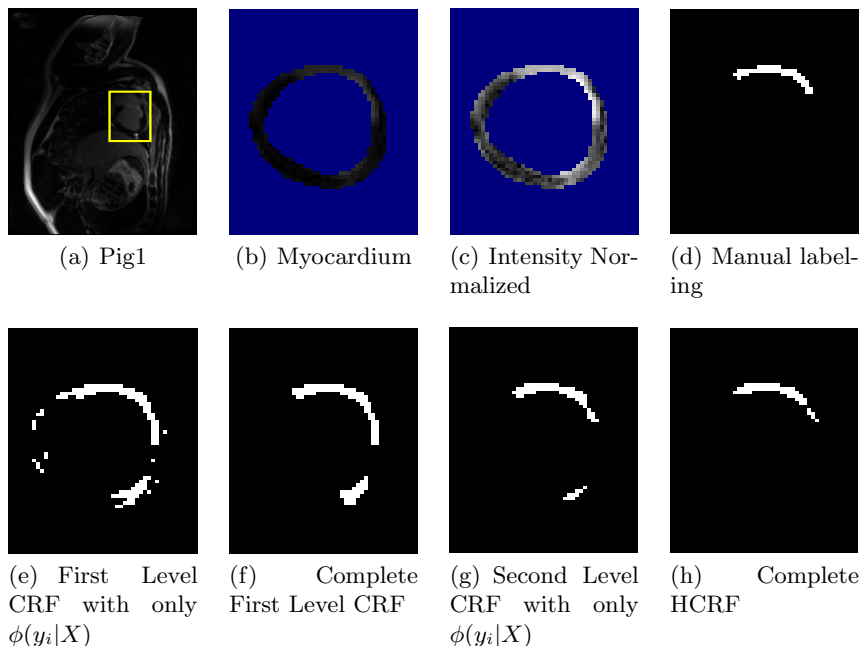 (a) Pig1
(b) Myocardium
(c) Intensity Nor-
malized
(d) Manual label-
ing
(e) First Level
CRF with only
ϕ(y_i|X)
(f) Complete
First Level CRF
(g) Second Level
CRF with only
ϕ(y_i|X)
(h) Complete
HCRF